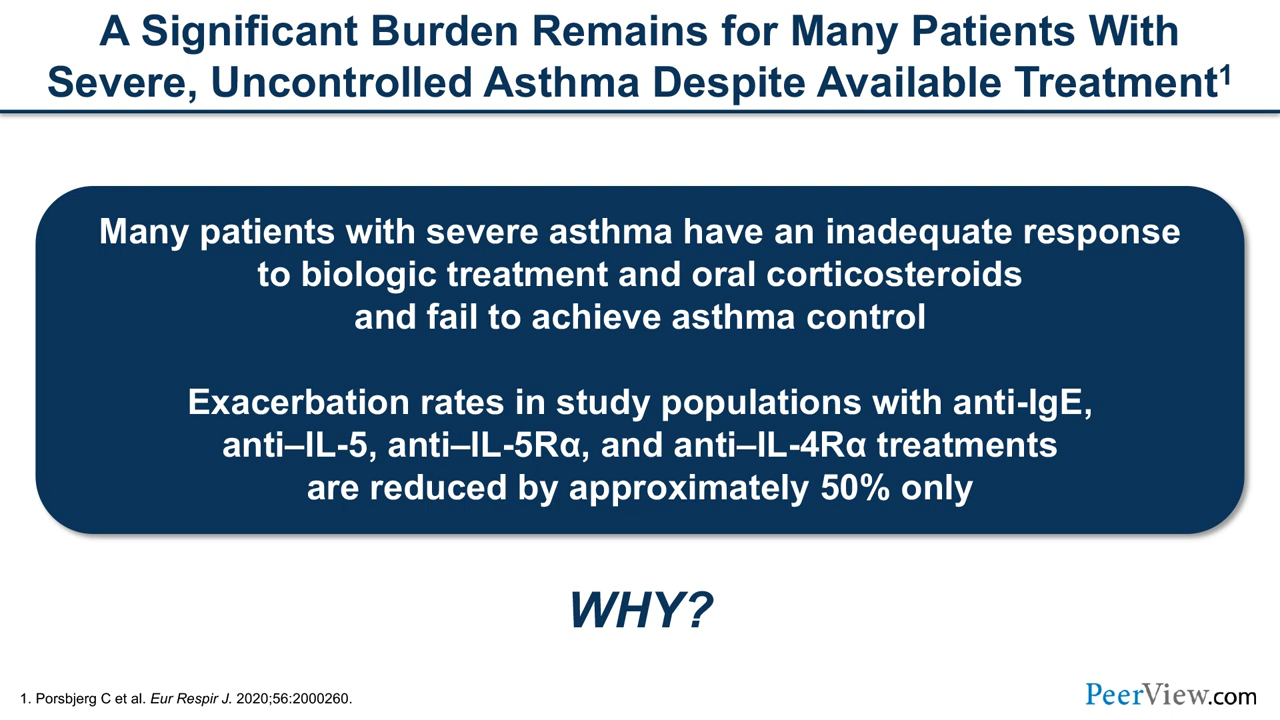 A Significant Burden Remains for Many Patients With
Severe, Uncontrolled Asthma Despite Available Treatment¹
Many patients with severe asthma have an inadequate response
to biologic treatment and oral corticosteroids
and fail to achieve asthma control
Exacerbation rates in study populations with anti-IgE,
anti–IL-5, anti–IL-5Rα, and anti–IL-4Rα treatments
are reduced by approximately 50% only
WHY?
1. Porsbjerg C et al. Eur Respir J. 2020;56:2000260.
PeerView.com